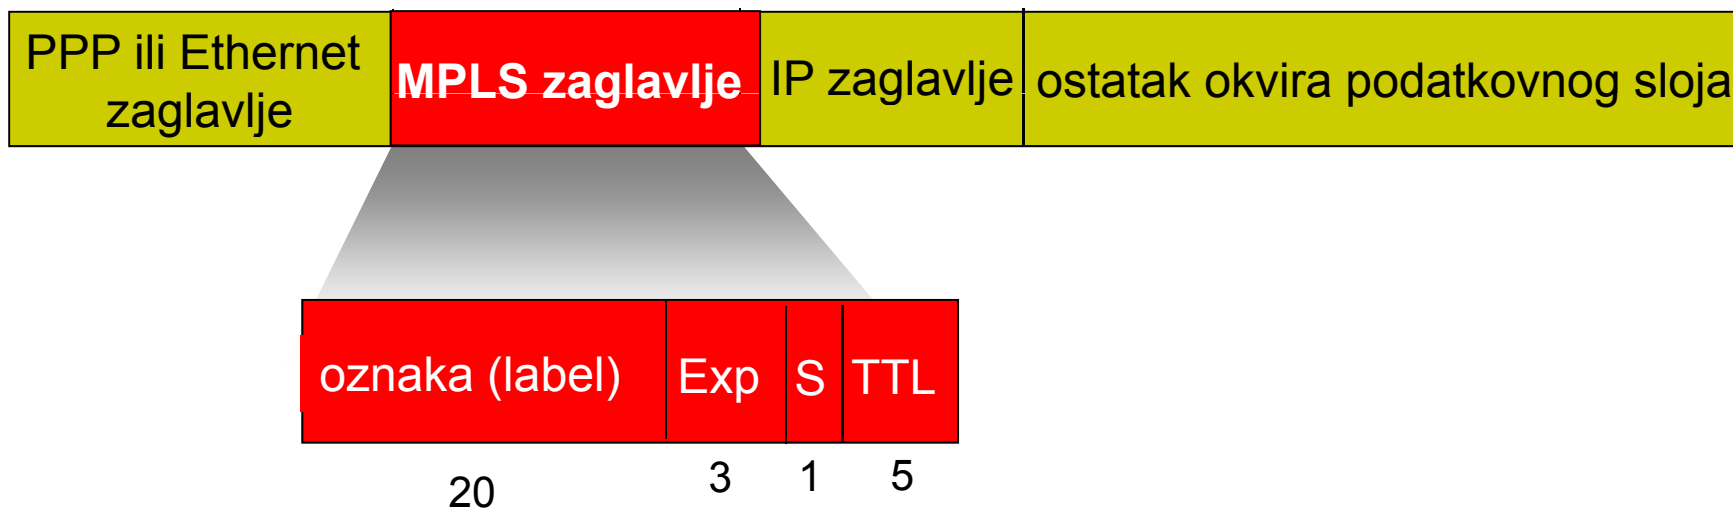 PPP ili Ethernet
zaglavlje
MPLS zaglavlje
IP zaglavlje
ostatak okvira podatkovnog sloja
oznaka (label)
Exp
S
TTL
20
3
1
5